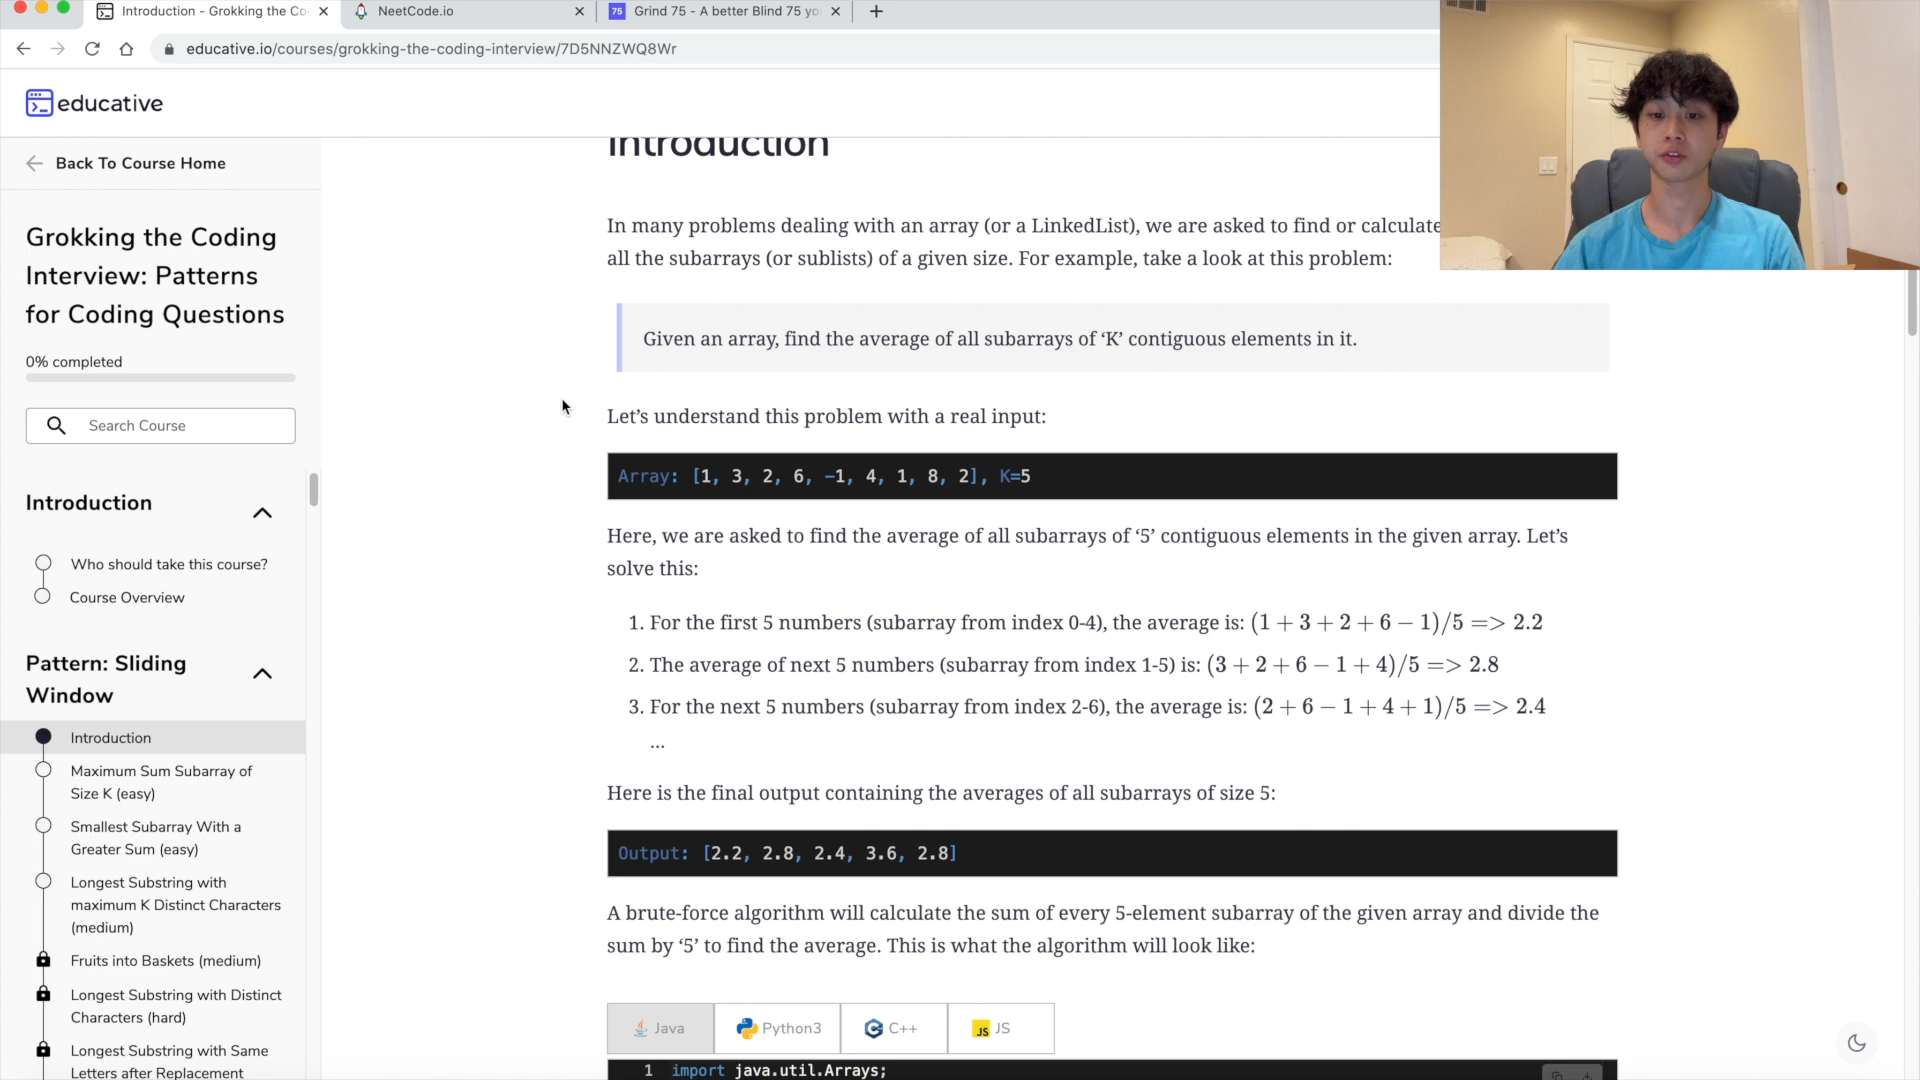 Introduction - Grokking the Co
NeetCode.io
75 Grind 75 - A better Blind 75 yo
educative.io/courses/grokking-the-coding-interview/7D5NNZWQ8Wr
educative
Back To Course Home
Grokking the Coding
Interview: Patterns
for Coding Questions
0% completed
Search Course
Introduction
Who should take this course?
Course Overview
Pattern: Sliding
Window
Introduction
Maximum Sum Subarray of
Size K (easy)
Smallest Subarray With a
Greater Sum (easy)
Longest Substring with
maximum K Distinct Characters
(medium)
Fruits into Baskets (medium)
Longest Substring with Distinct
Characters (hard)
Longest Substring with Same
Letters after Replacement
Introduction
In many problems dealing with an array (or a LinkedList), we are asked to find or calculate
all the subarrays (or sublists) of a given size. For example, take a look at this problem:
Given an array, find the average of all subarrays of ‘K’ contiguous elements in it.
Let’s understand this problem with a real input:
Array: [1, 3, 2, 6, −1, 4, 1, 8, 2], K=5
Here, we are asked to find the average of all subarrays of ‘5’ contiguous elements in the given array. Let’s
solve this:
1. For the first 5 numbers (subarray from index 0-4), the average is: (1 + 3 + 2 + 6 − 1)/5 => 2.2
2. The average of next 5 numbers (subarray from index 1-5) is: (3 + 2 + 6 − 1 + 4)/5 => 2.8
3. For the next 5 numbers (subarray from index 2-6), the average is: (2 + 6 − 1 + 4 + 1)/5 => 2.4
...
Here is the final output containing the averages of all subarrays of size 5:
Output: [2.2, 2.8, 2.4, 3.6, 2.8]
A brute-force algorithm will calculate the sum of every 5-element subarray of the given array and divide the
sum by ‘5’ to find the average. This is what the algorithm will look like:
Java
Python3
C++
JS JS
1 import java.util.Arrays;